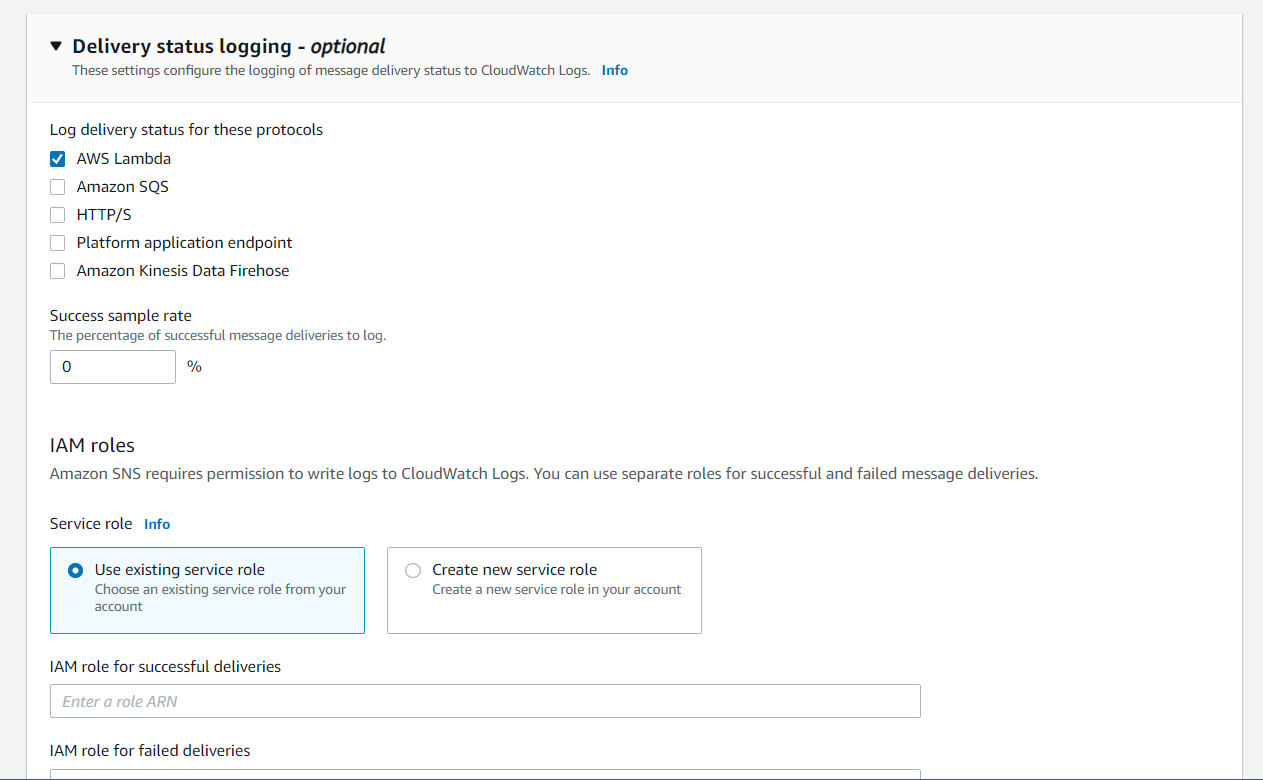 Delivery status logging - optional
These settings configure the logging of message delivery status to CloudWatch Logs. Info
Log delivery status for these protocols
AWS Lambda
Amazon SQS
HTTP/S
Platform application endpoint
Amazon Kinesis Data Firehose
Success sample rate
The percentage of successful message deliveries to log.
0 %
IAM roles
Amazon SNS requires permission to write logs to CloudWatch Logs. You can use separate roles for successful and failed message deliveries.
Service role Info
Use existing service role
Choose an existing service role from your
account
Create new service role
Create a new service role in your account
IAM role for successful deliveries
Enter a role ARN
IAM role for failed deliveries